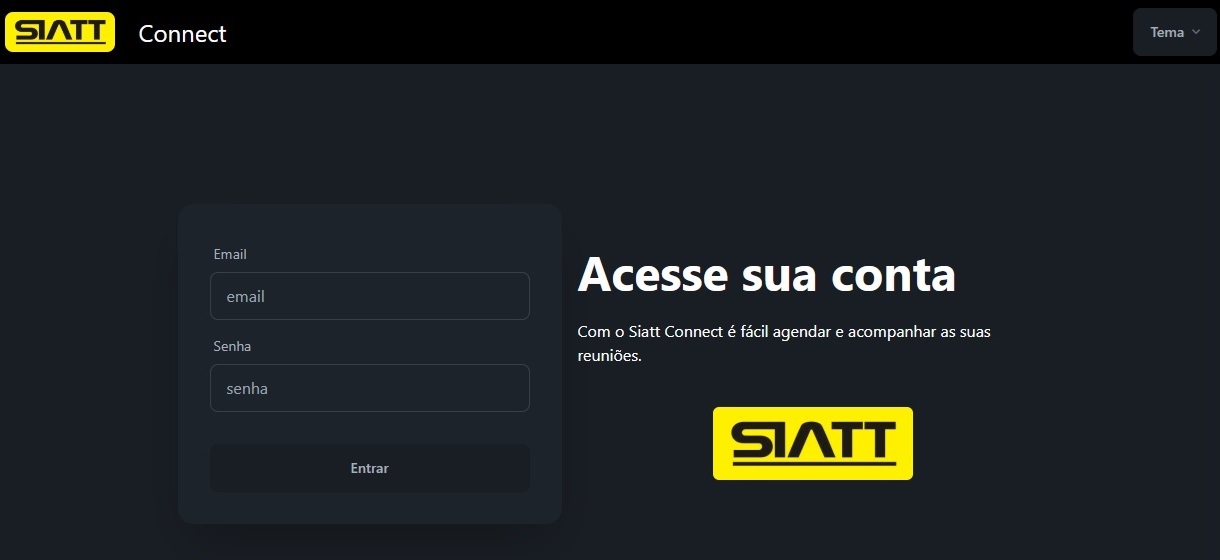 SIATT
Connect
Tema
Email
email
Senha
senha
Entrar
Acesse sua conta
Com o Siatt Connect é fácil agendar e acompanhar as suas
reuniões.
SIATT